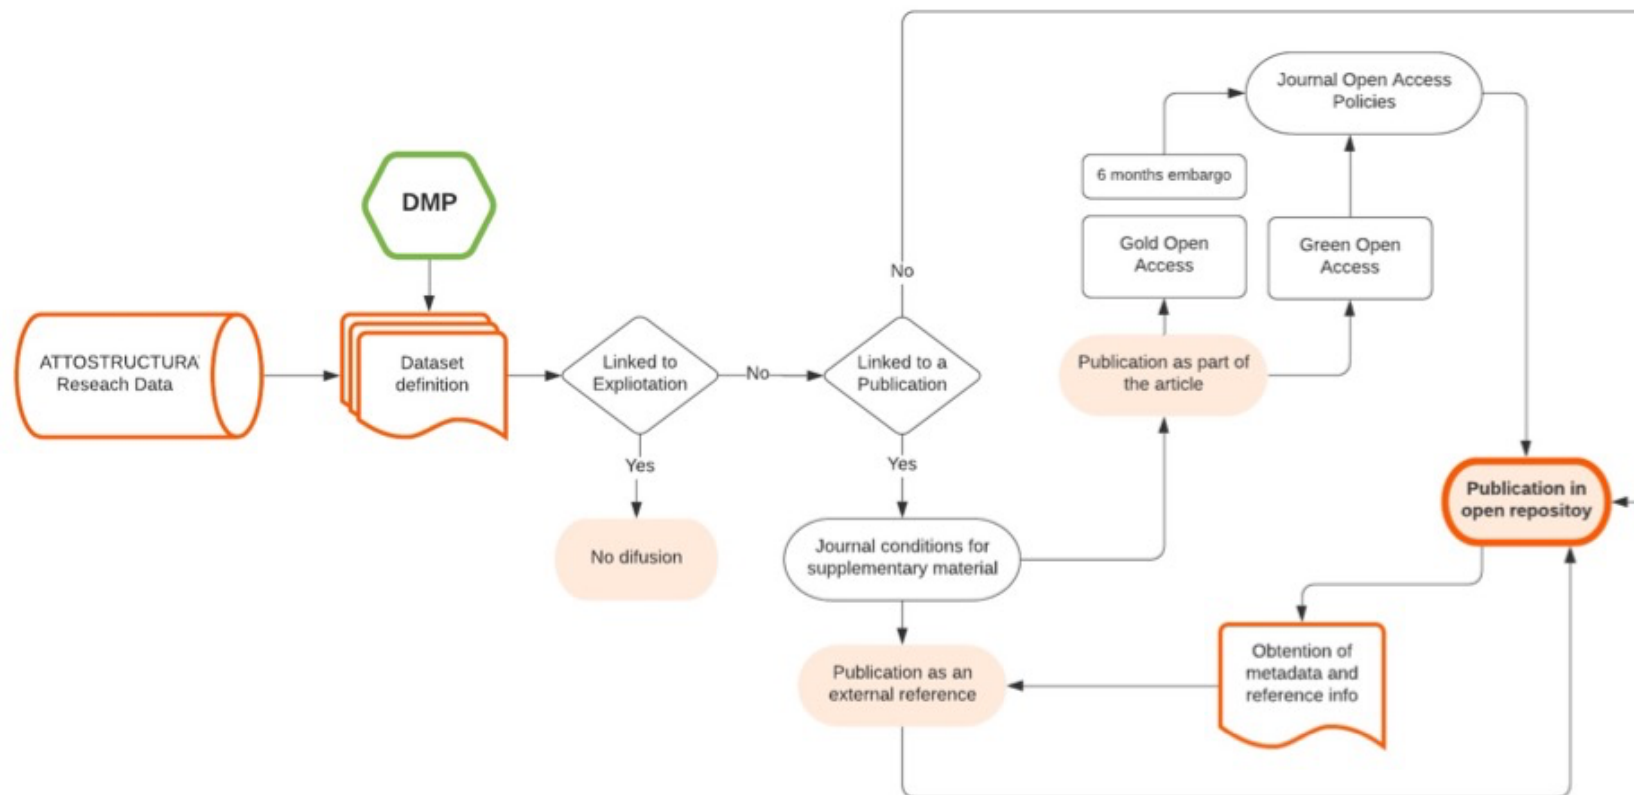 DMP
ATTOSTRUCTURA
Reseach Data
Dataset
definition
Linked to
Expliotation
No
Yes
No difusion
Linked to a
Publication
No
Yes
Journal conditions for
supplementary material
Publication as an
external reference
Publication as part of
the article
Gold Open
Access
6 months embargo
Green Open
Access
Journal Open Access
Policies
Publication in
open repositoy
Obtention of
metadada and
reference info